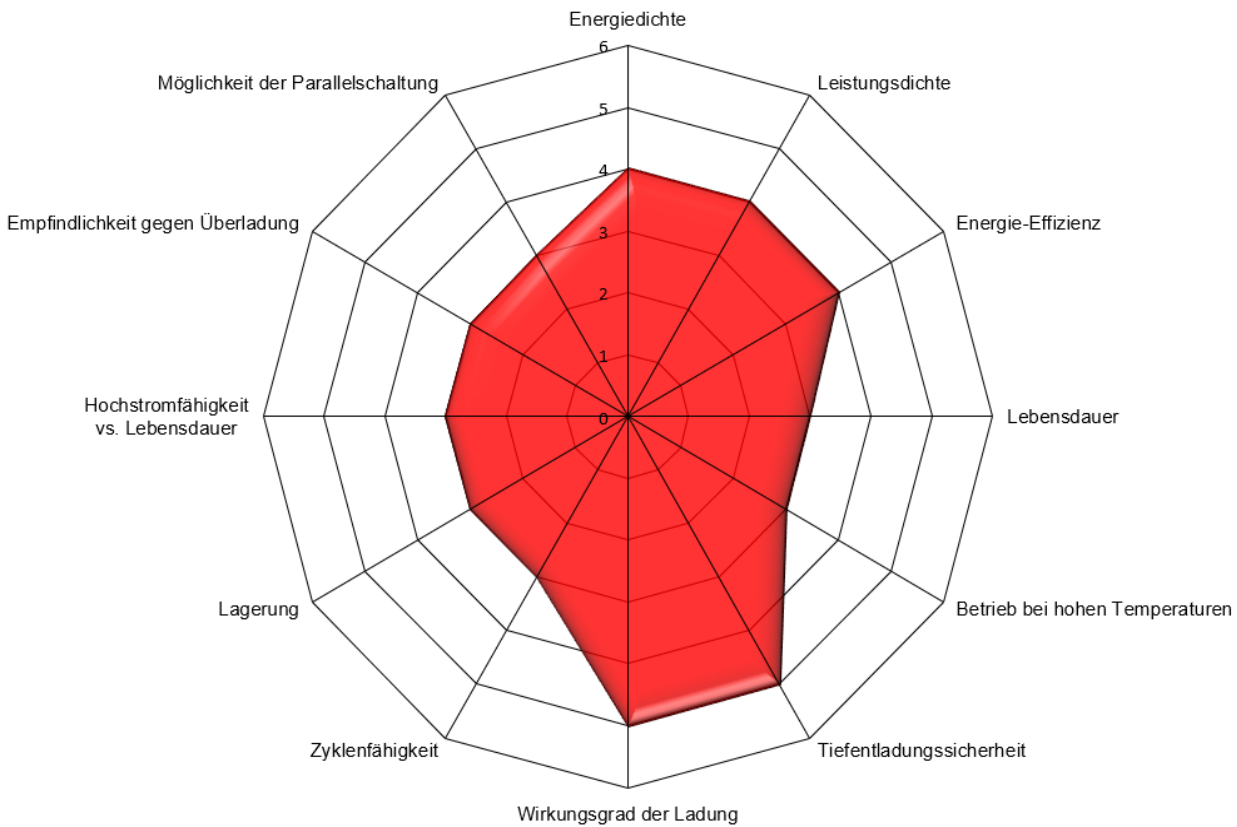 Energiedichte
6
Möglichkeit der Parallelschaltung
Leistungsdichte
5
4
Empfindlichkeit gegen Überladung
3
Energie-Effizienz
2
1
Hochstromfähigkeit
vs. Lebensdauer
0
Lebensdauer
Lagerung
Betrieb bei hohen Temperaturen
Zyklenfähigkeit
Tiefentladungssicherheit
Wirkungsgrad der Ladung